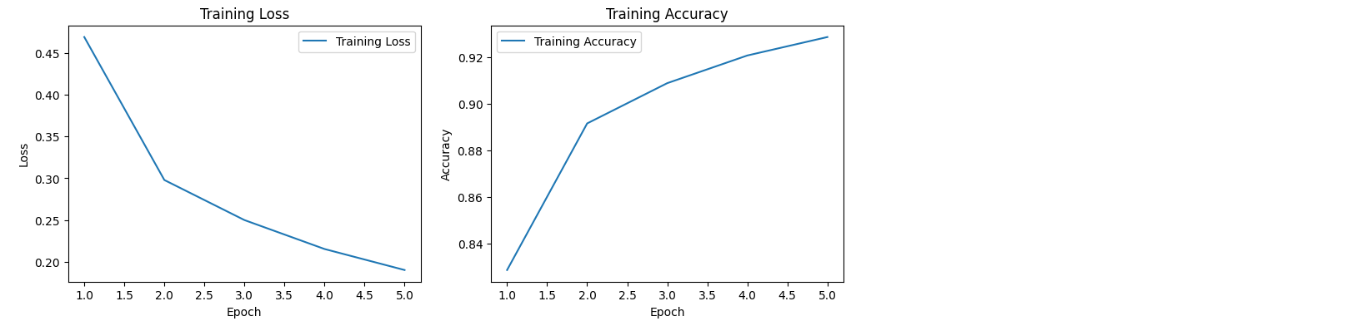 Training Loss
Training Loss
0.45
0.40
0.35
0.30
0.25
0.20
Loss
1.0 1.5 2.0 2.5 3.0 3.5 4.0 4.5 5.0
Epoch
Training Accuracy
Training Accuracy
0.92
0.90
0.88
0.86
0.84
Accuracy
1.0 1.5 2.0 2.5 3.0 3.5 4.0 4.5 5.0
Epoch